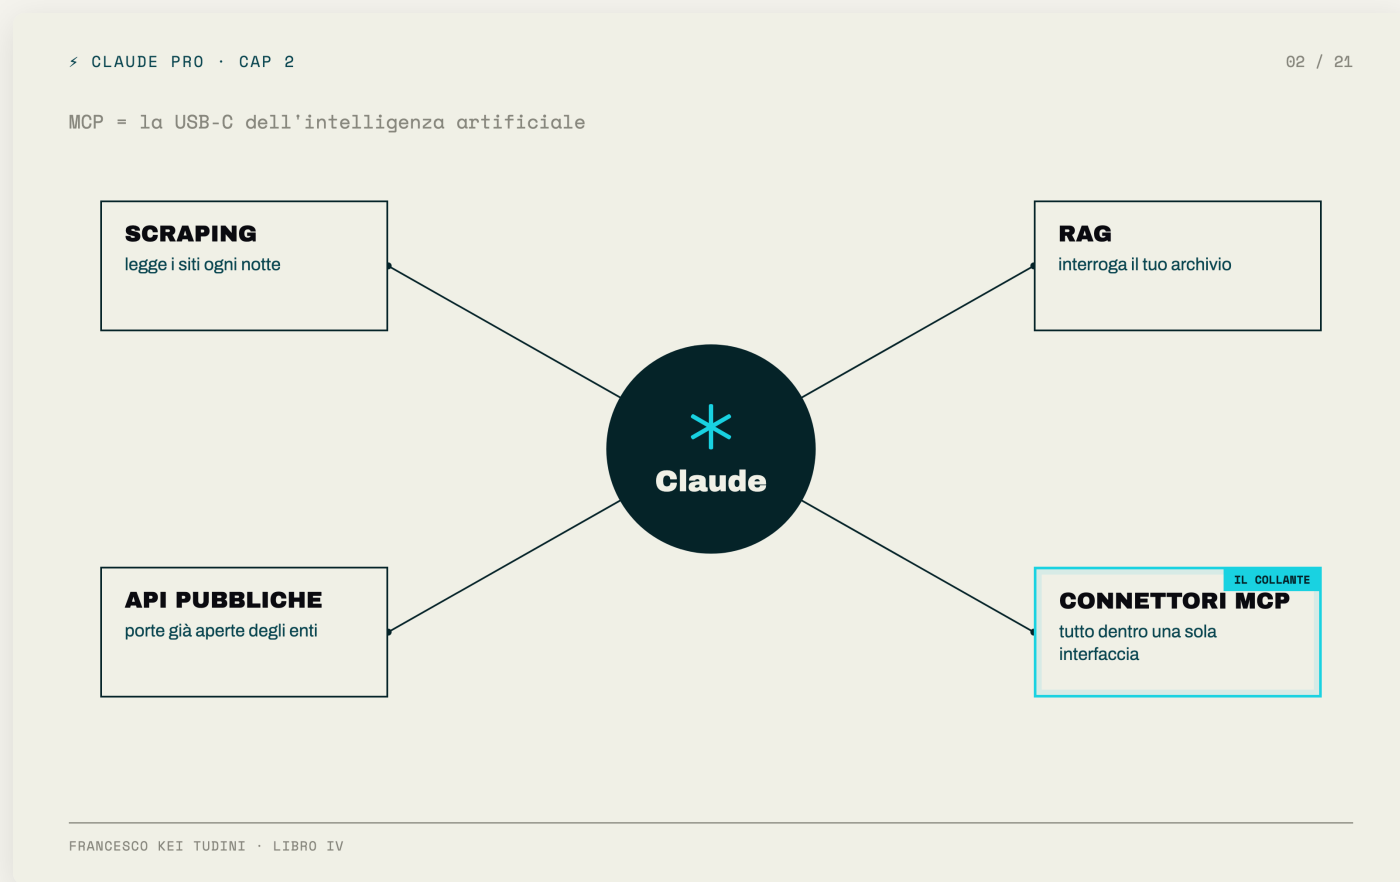 ⚡ CLAUDE PRO · CAP 2
02 / 21
MCP = la USB-C dell'intelligenza artificiale
SCRAPING
legge i siti ogni notte
RAG
interroga il tuo archivio
Claude
API PUBBLICHE
porte già aperte degli enti
IL COLLANTE
CONNETTORI MCP
tutto dentro una sola
interfaccia
FRANCESCO KEI TUDINI · LIBRO IV